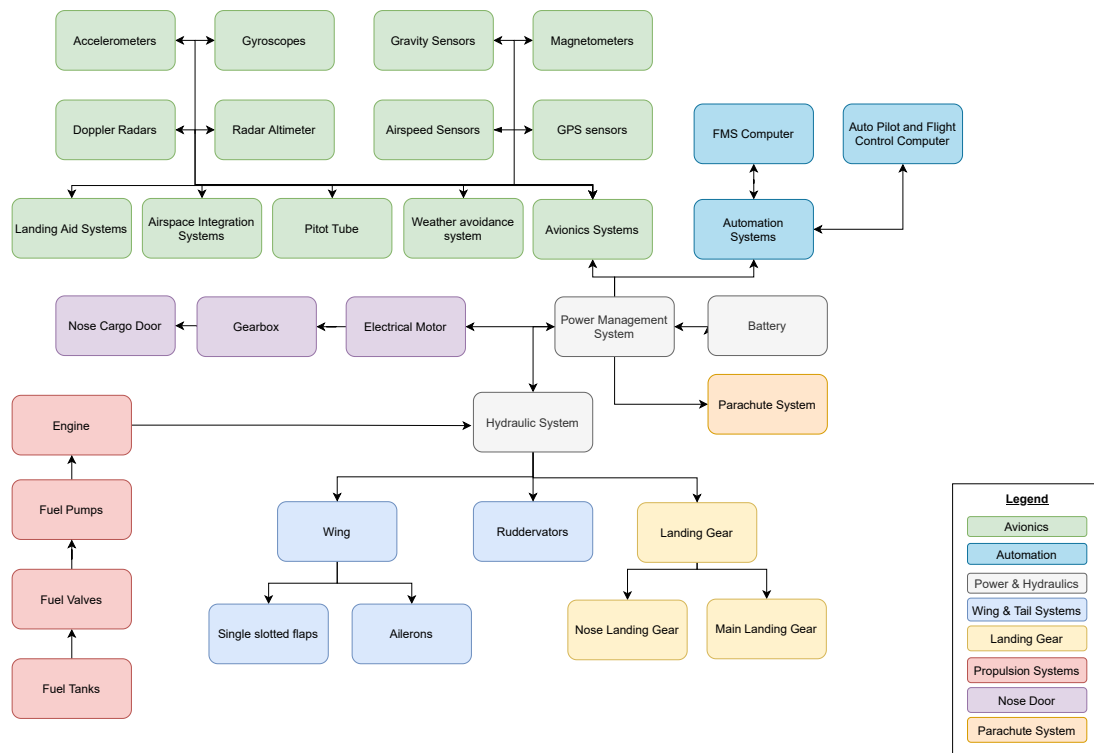 Accelerometers
Gyroscopes
Gravity Sensors
Magnetometers
Doppler Radars
Radar Altimeter
Airspeed Sensors
GPS sensors
FMS Computer
Auto Pilot and Flight
Control Computer
Landing Aid Systems
Airspace Integration
Systems
Pitot Tube
Weather avoidance
system
Avionics Systems
Automation
Systems
Nose Cargo Door
Gearbox
Electrical Motor
Power Management
System
Battery
Parachute System
Engine
Hydraulic System
Fuel Pumps
Wing
Ruddervators
Landing Gear
Fuel Valves
Single slotted flaps
Ailerons
Nose Landing Gear
Main Landing Gear
Fuel Tanks
Legend
Avionics
Automation
Power & Hydraulics
Wing & Tail Systems
Landing Gear
Propulsion Systems
Nose Door
Parachute System